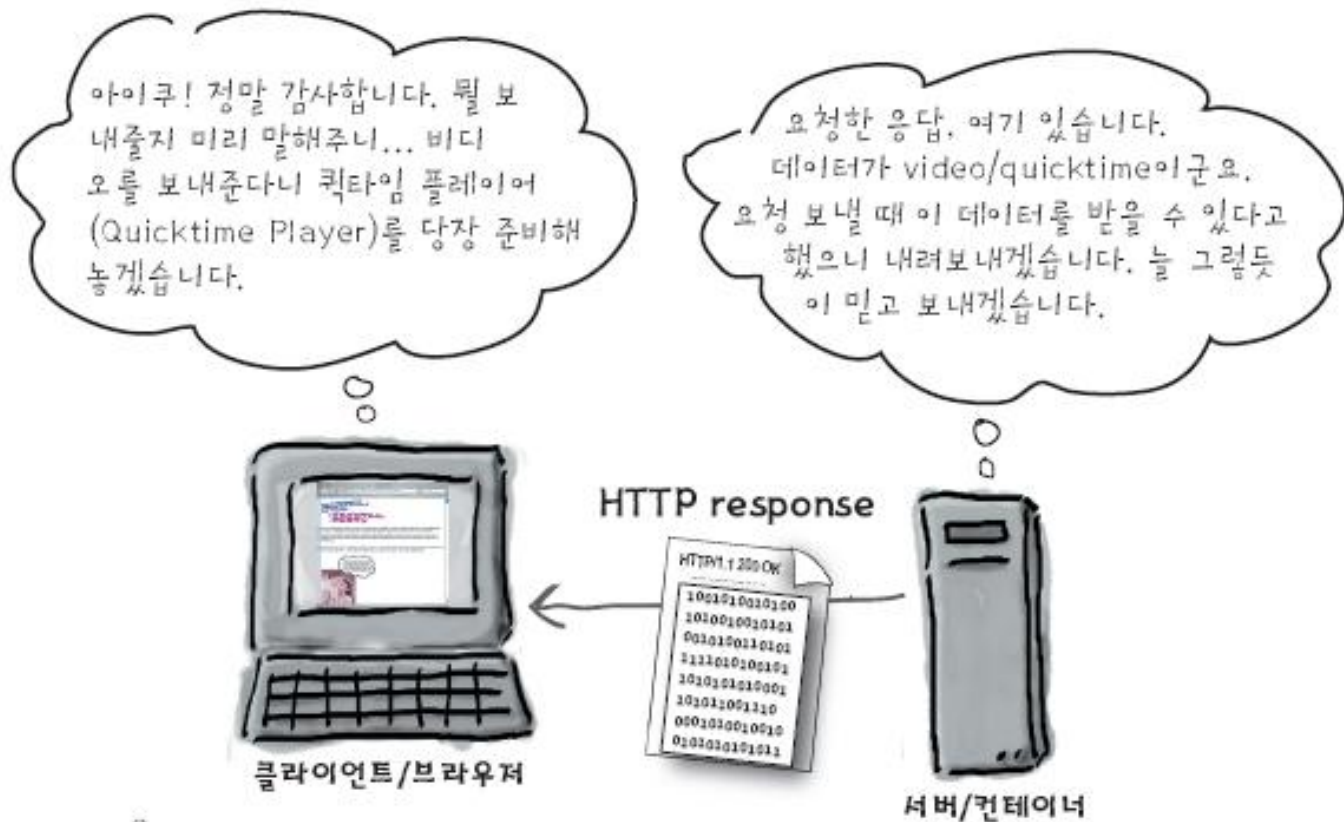 아이쿠! 정말 감사합니다. 뭘 보
내줄지 미리 말해주니... 비디
오를 보내준다니 퀵타임 플레이어
(Quicktime Player)를 당장 준비해
놓겠습니다.
요청한 응답, 여기 있습니다.
데이터가 video/quicktime이군요.
요청 보낼 때 이 데이터를 받을 수 있다고
했으니 내려보내겠습니다. 늘 그렇듯
이 믿고 보내겠습니다.
HTTP response
HTTP/1.1 200 OK
1001010010100
1010010010101
0010100110101
1111010100101
1010101010001
101011001110
0001010010010
0101010101011
클라이언트/브라우저
서버/컨테이너